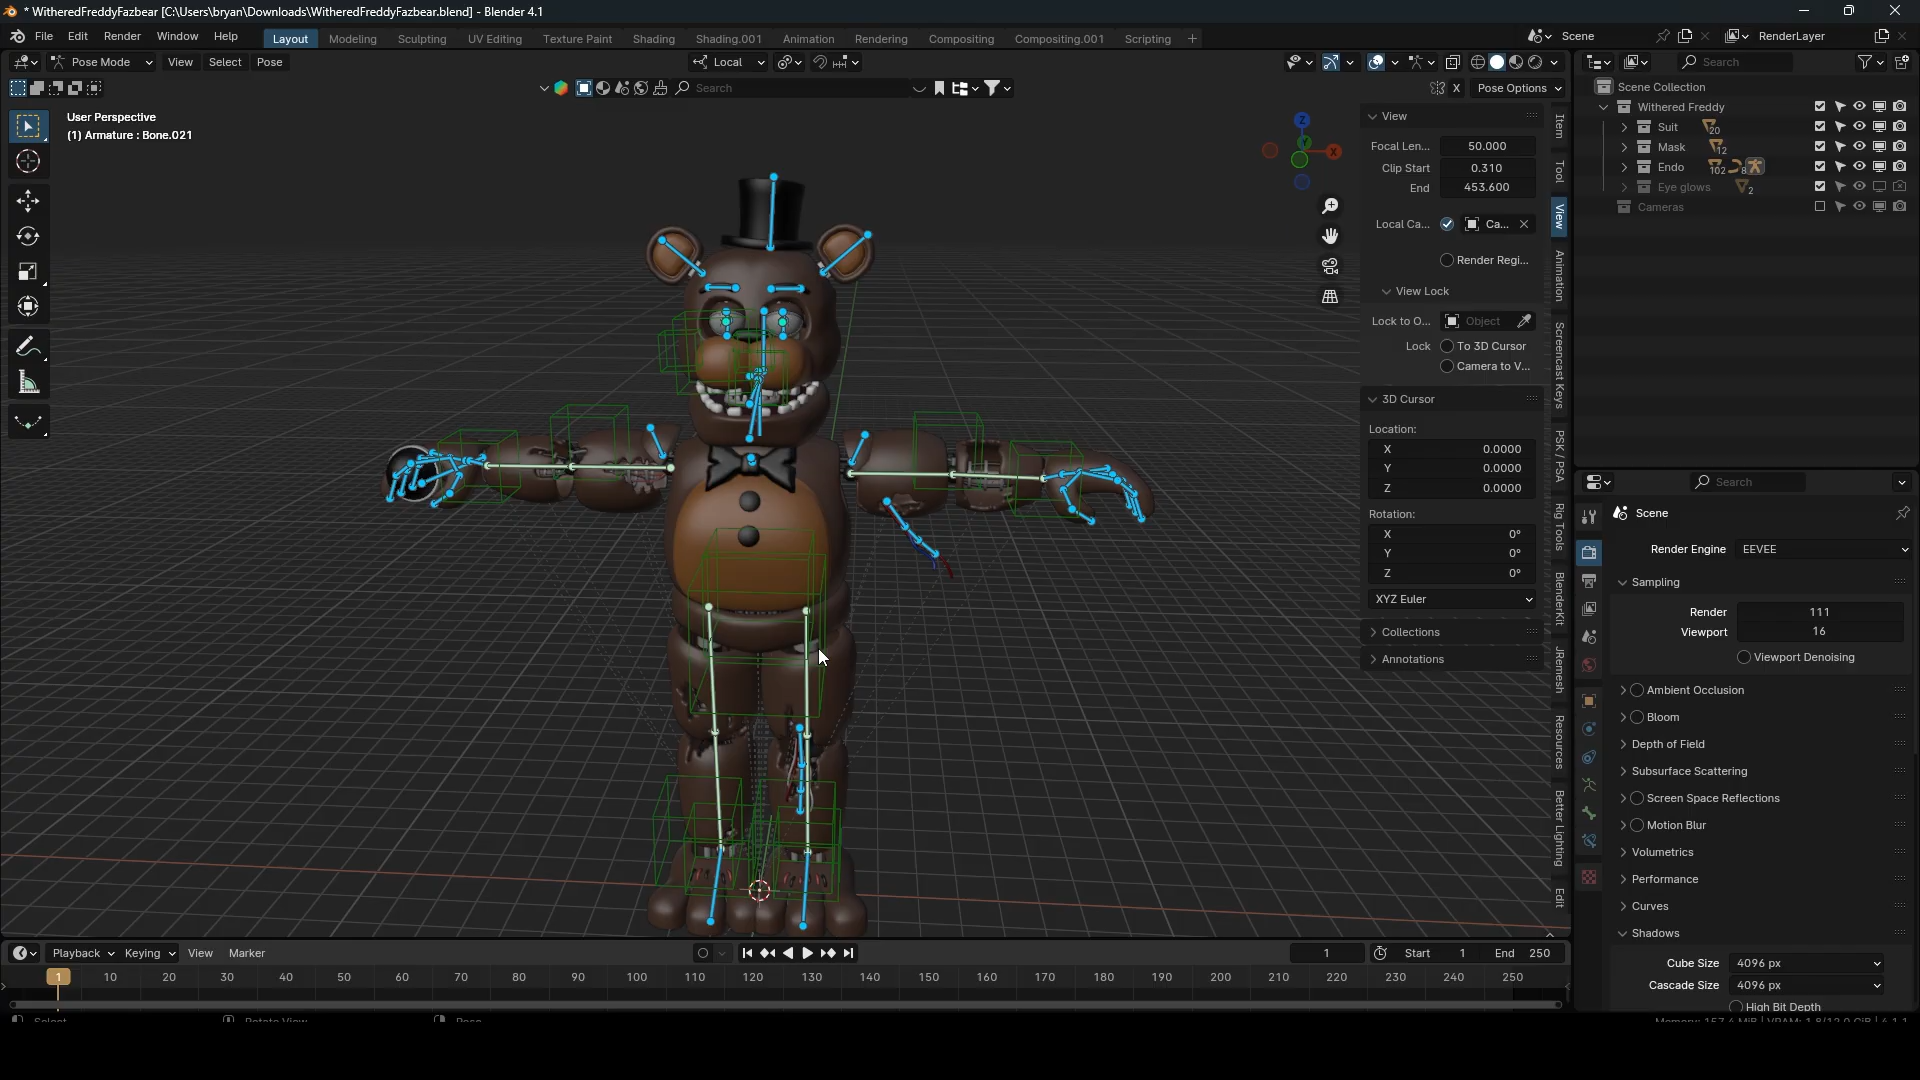 * WitheredFreddyFazbear [C:\Users\bryan\Downloads\WitheredFreddyFazbear.blend] - Blender 4.1
File Edit Render Window Help Layout Modeling Sculpting UV Editing Texture Paint Shading Shading.001 Animation Rendering Compositing Compositing.001 Scripting + Scene RenderLayer
Pose Mode View Select Pose Local Search
Search X Pose Options
User Perspective
(1) Armature : Bone.021
Z
Y
X
View
Focal Len... 50.000
Clip Start 0.310
End 453.600
Local Ca... Ca...
Render Regi...
View Lock
Lock to O... Object
Lock To 3D Cursor
Camera to V...
3D Cursor
Location:
X 0.0000
Y 0.0000
Z 0.0000
Rotation:
X 0°
Y 0°
Z 0°
XYZ Euler
Collections
Annotations
Item
Tool
View
Animation
Screencast Keys
PSK / PSA
Rig Tools
BlenderKit
JRemesh
Resources
Better Lighting
Edit
Scene Collection
Withered Freddy
Suit 20
Mask 12
Endo 102 8
Eye glows 2
Cameras
Search
Scene
Render Engine EEVEE
Sampling
Render 111
Viewport 16
Viewport Denoising
Ambient Occlusion
Bloom
Depth of Field
Subsurface Scattering
Screen Space Reflections
Motion Blur
Volumetrics
Performance
Curves
Shadows
Cube Size 4096 px
Cascade Size 4096 px
High Bit Depth
Playback Keying View Marker 1 Start 1 End 250
1 10 20 30 40 50 60 70 80 90 100 110 120 130 140 150 160 170 180 190 200 210 220 230 240 250